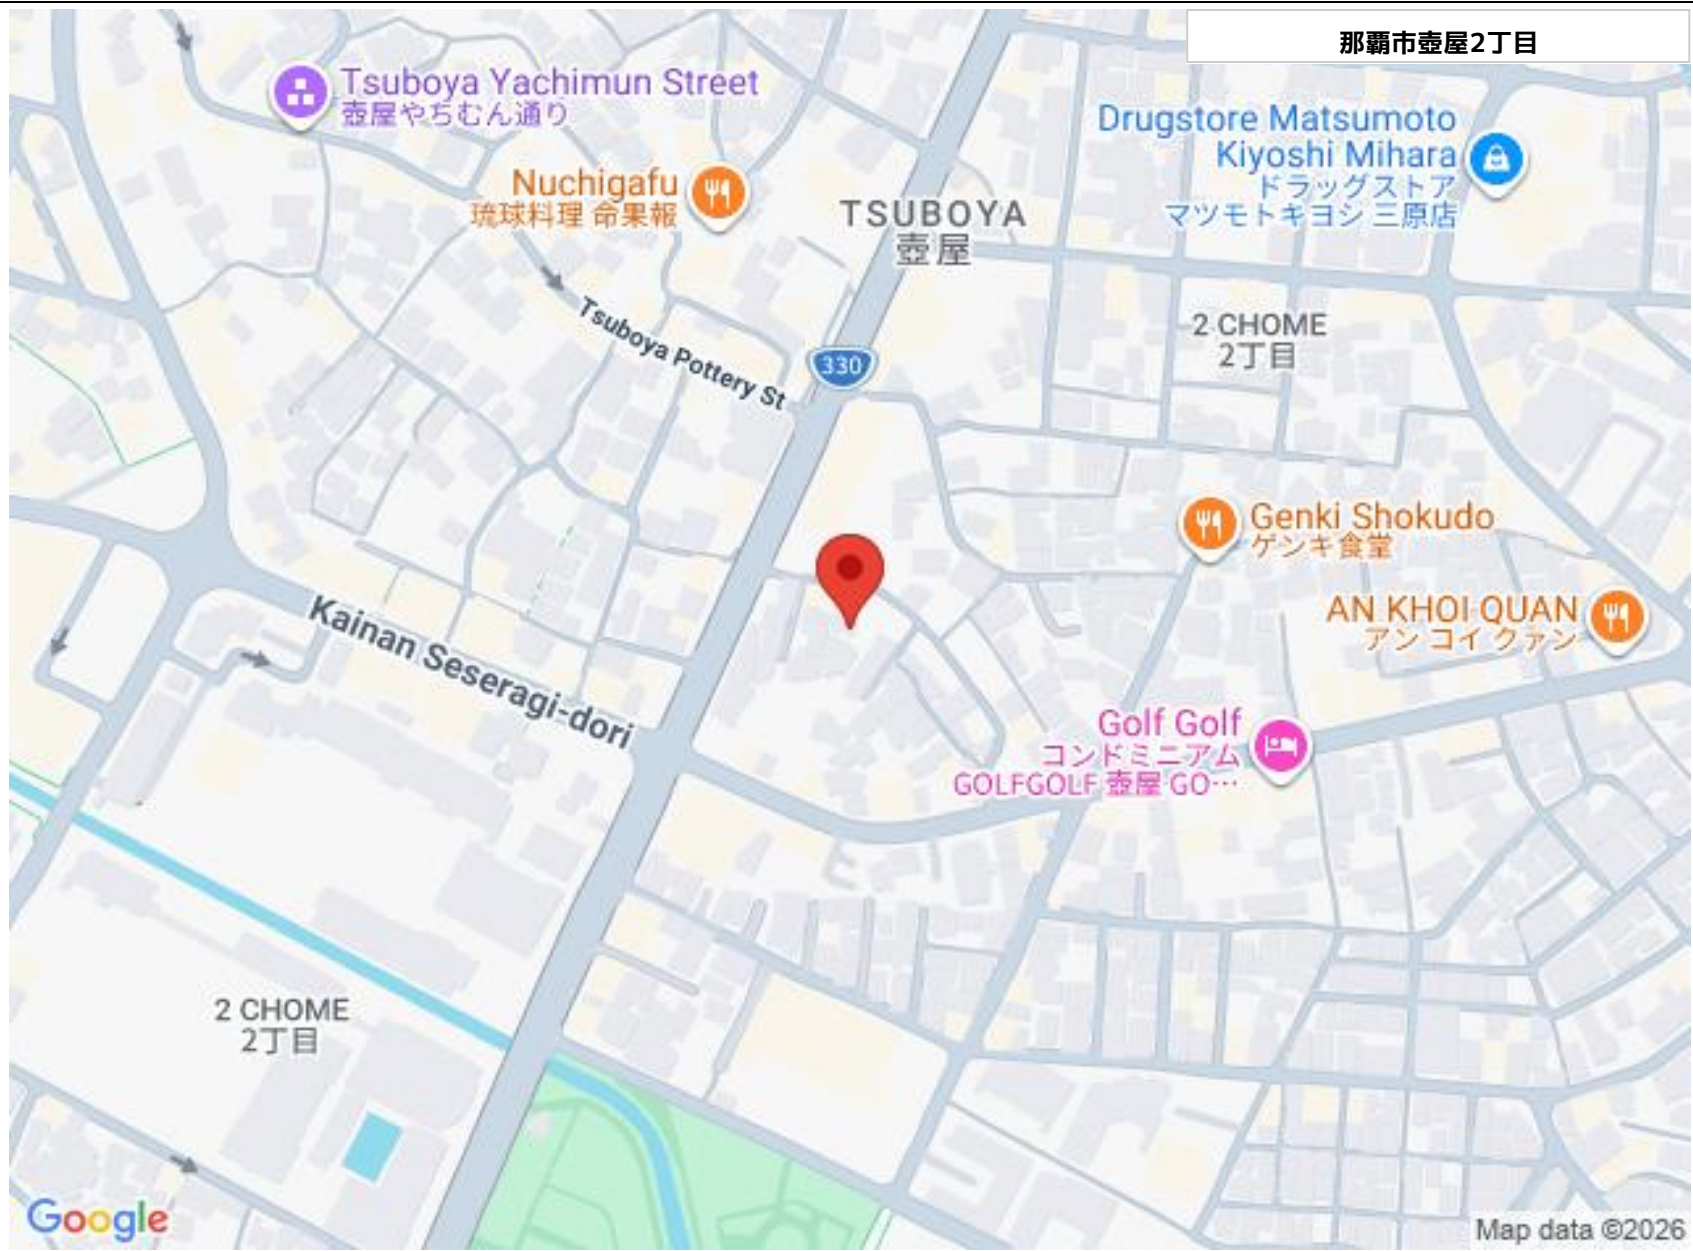 那覇市壺屋2丁目
Tsuboya Yachimun Street
壺屋やちむん通り
Drugstore Matsumoto
Kiyoshi Mihara
ドラッグストア
マツモトキヨシ 三原店
Nuchigafu
琉球料理 命果報
TSUBOYA
壺屋
Tsuboya Pottery St
330
2 CHOME
2丁目
Genki Shokudo
ゲンキ食堂
AN KHOI QUAN
アン コイ クァン
Kainan Seseragi-dori
Golf Golf
コンドミニアム
GOLFGOLF 壺屋 GO…
2 CHOME
2丁目
Google
Map data ©2026